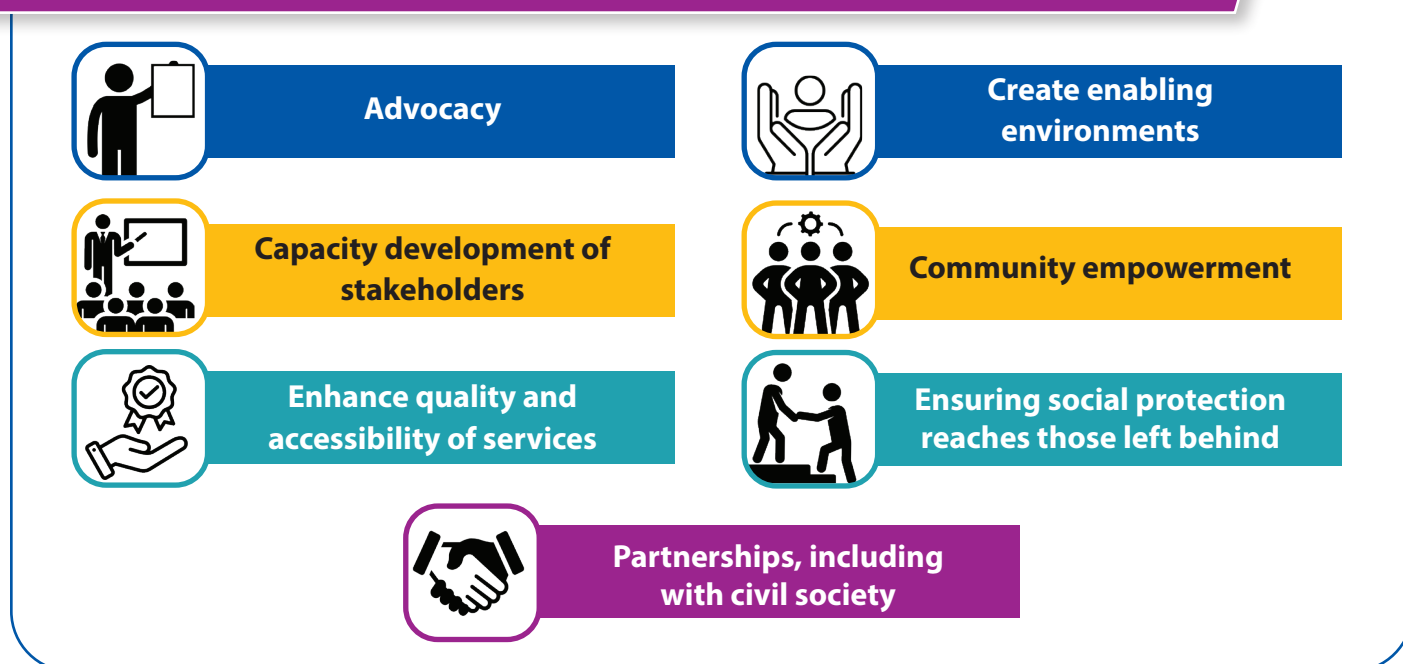 Advocacy
Create enabling
environments
Capacity development of
stakeholders
Community empowerment
Enhance quality and
accessibility of services
Ensuring social protection
reaches those left behind
Partnerships, including
with civil society